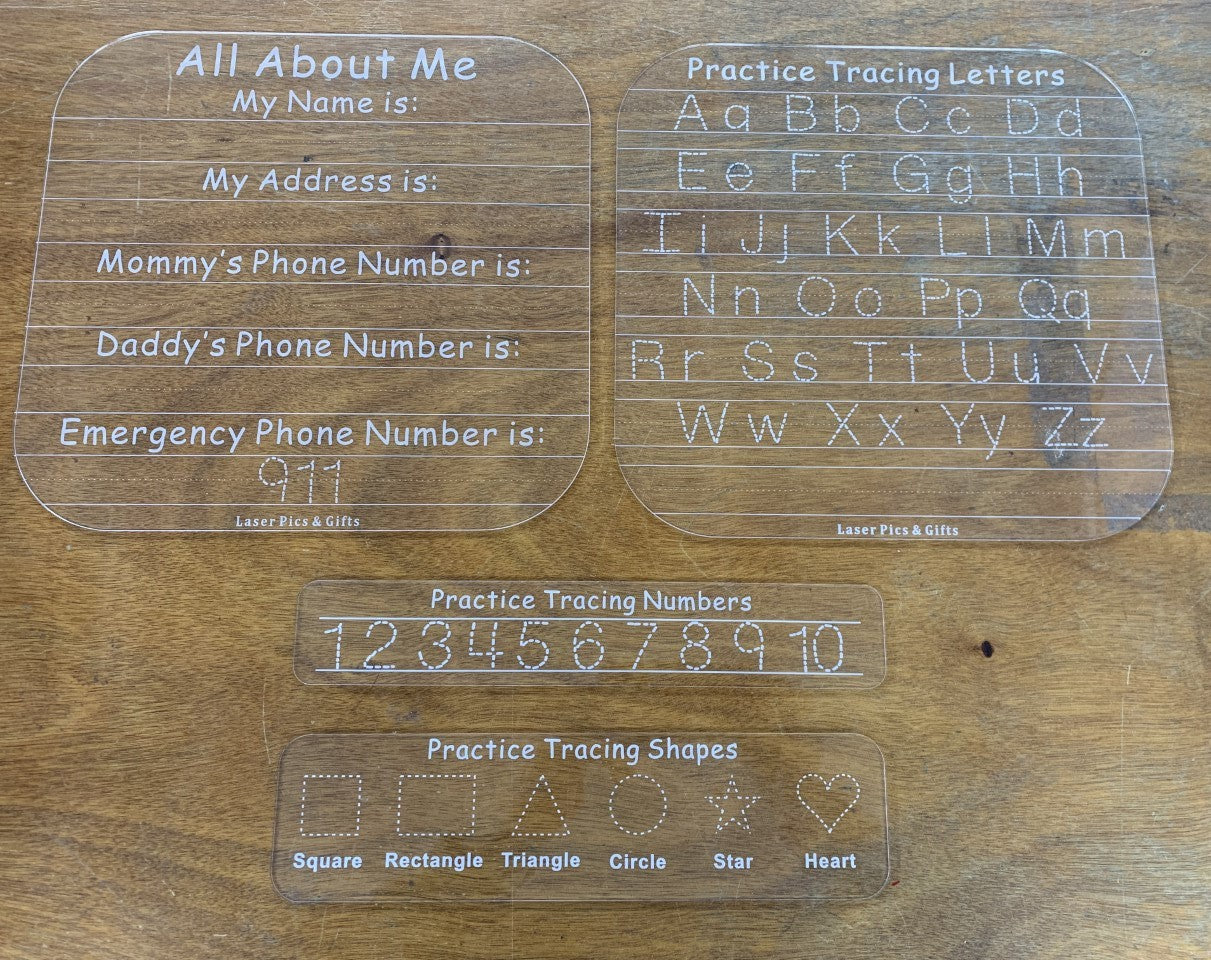 All About Me
My Name is:
My Address is:
Mommy's Phone Number is:
Daddy's Phone Number is:
Emergency Phone Number is:
911
Laser Pics & Gifts
Practice Tracing Letters
Aa Bb Cc Dd
Ee Ff Gg Hh
Ii Jj Kk Ll Mm
Nn Oo Pp Qq
Rr Ss Tt Uu Vv
Ww Xx Yy Zz
Laser Pics & Gifts
Practice Tracing Numbers
1 2 3 4 5 6 7 8 9 10
Practice Tracing Shapes
Square Rectangle Triangle Circle Star Heart